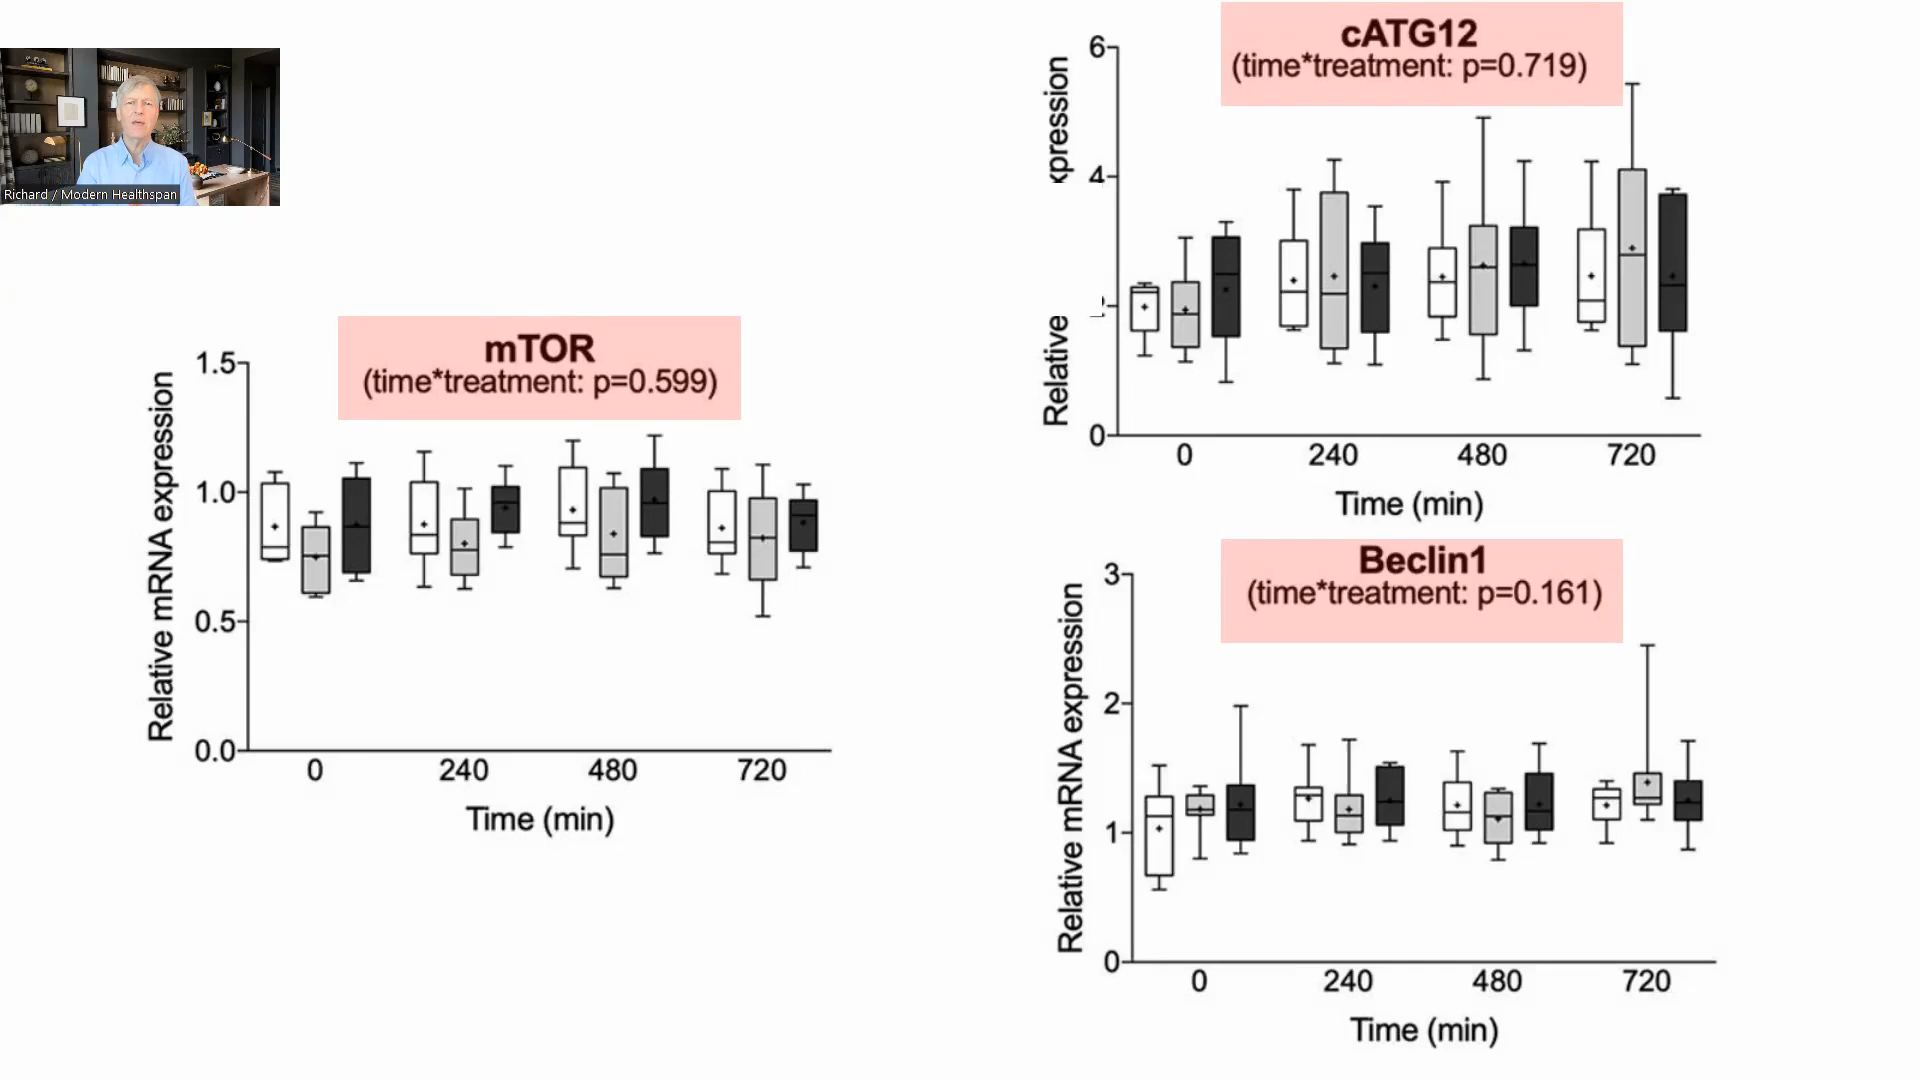 Richard / Modern Healthspan
mTOR
(time*treatment: p=0.599)
Relative mRNA expression
1.5
1.0
0.5
0.0
0 240 480 720
Time (min)
cATG12
(time*treatment: p=0.719)
Relative
6
4
0
0 240 480 720
Time (min)
Beclin1
(time*treatment: p=0.161)
Relative mRNA expression
3
2
1
0
0 240 480 720
Time (min)